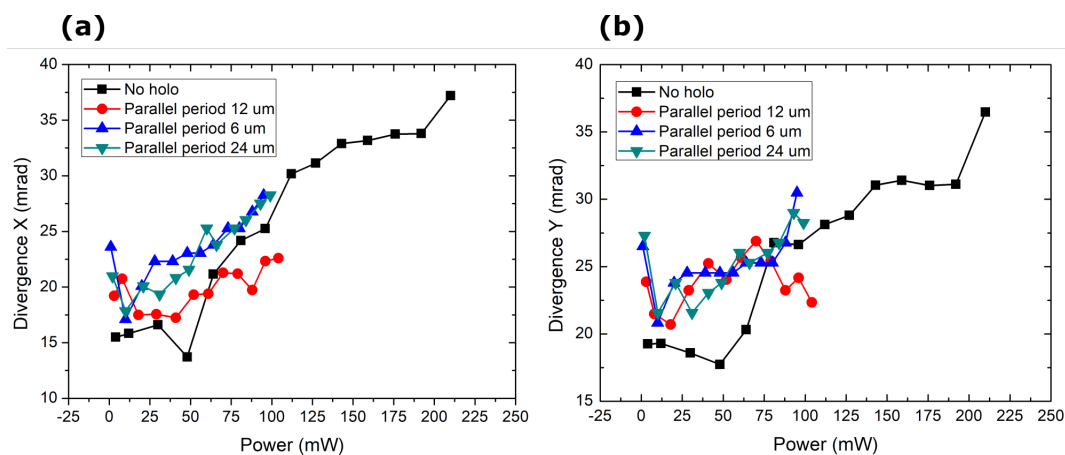 (a)
(b)
40
35
30
25
20
15
10
-25
0
25
50
75
100
125
150
175
200
225
250
Divergence X (mrad)
Power (mW)
No holo
Parallel period 12 um
Parallel period 6 um
Parallel period 24 um
40
35
30
25
20
15
-25
0
25
50
75
100
125
150
175
200
225
250
Divergence Y (mrad)
Power (mW)
No holo
Parallel period 12 um
Parallel period 6 um
Parallel period 24 um